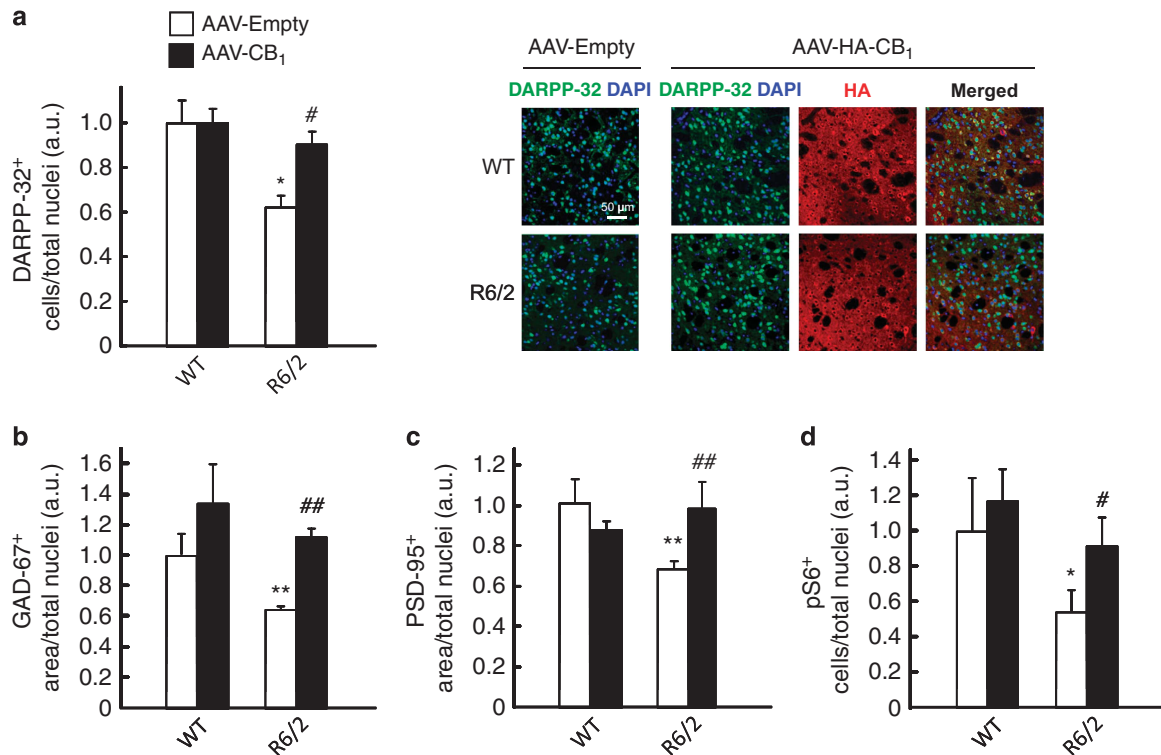 a
AAV-Empty
AAV-CB1
DARPP-32+
cells/total nuclei (a.u.)
1.0
0.8
0.6
0.4
0.2
0
*
#
WT
R6/2
AAV-Empty
AAV-HA-CB1
DARPP-32 DAPI
DARPP-32 DAPI
HA
Merged
WT
50 µm
R6/2
b
GAD-67+
area/total nuclei (a.u.)
1.6
1.4
1.2
1.0
0.8
0.6
0.4
0.2
0
**
##
WT
R6/2
c
PSD-95+
area/total nuclei (a.u.)
1.2
1.0
0.8
0.6
0.4
0.2
0
**
##
WT
R6/2
d
pS6+
cells/total nuclei (a.u.)
1.4
1.2
1.0
0.8
0.6
0.4
0.2
0
*
#
WT
R6/2